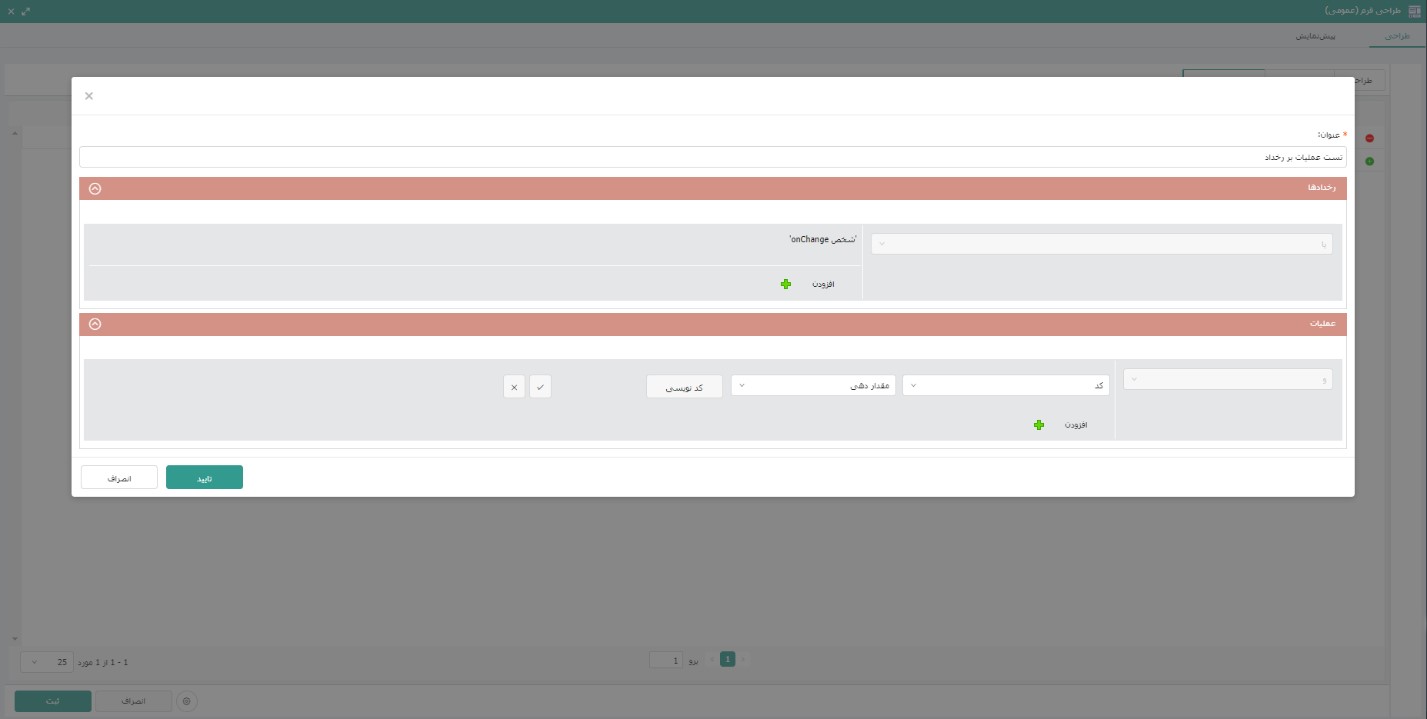 طراحی فرم (عمومی)
طراحی
پیش‌نمایش
طراح
* عنوان:
تست عملیات بر رخداد
رخدادها
یا
'شخص onChange'
افزودن
عملیات
و
کد
مقدار دهی
کد نویسی
افزودن
تایید
انصراف
برو 1
1
1 - 1 از 1 مورد
25
انصراف
ثبت